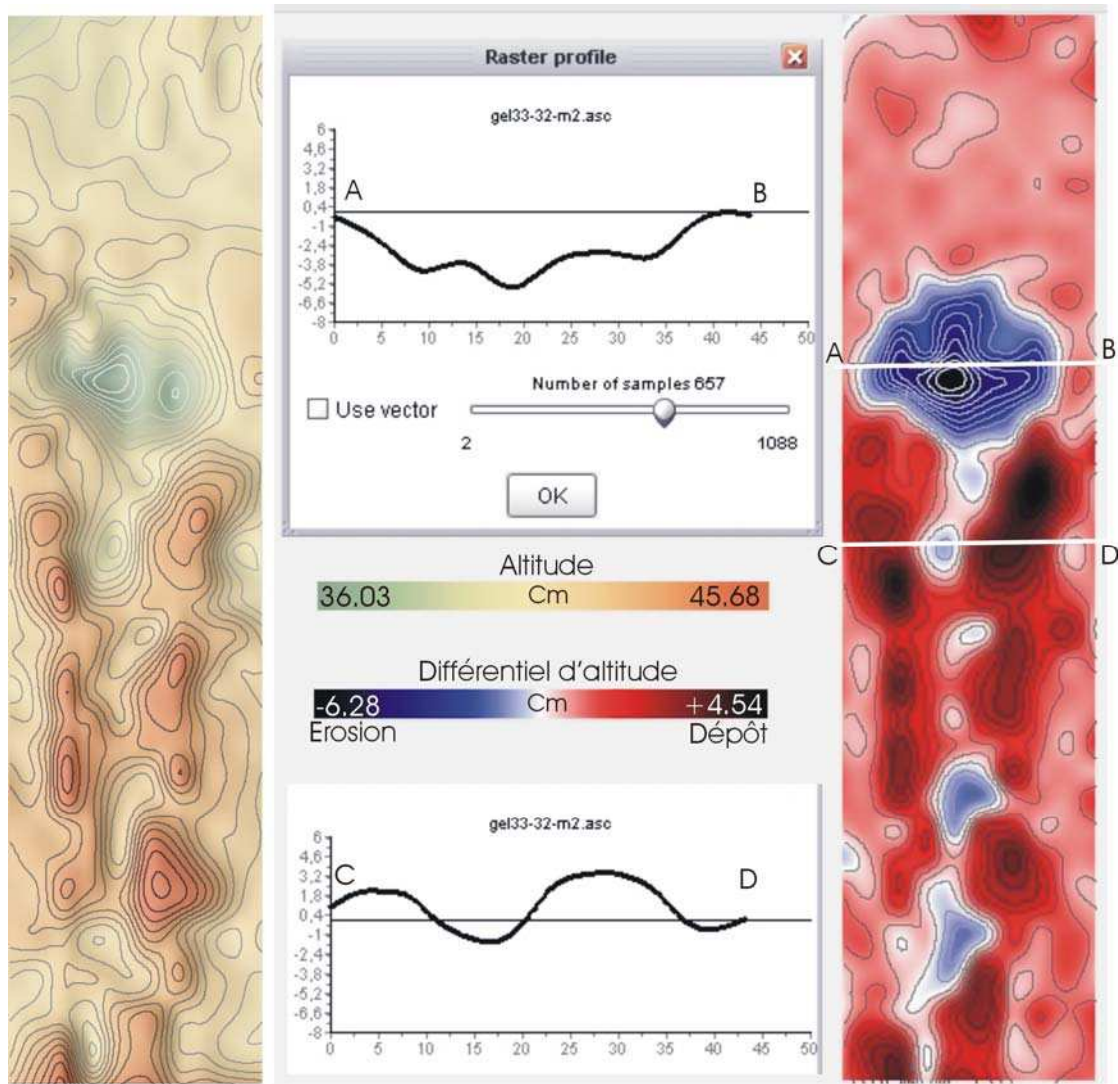 Raster profile
gel33-32-m2.asc
6
4,6
3,2
1,8
0,4
-1
-2,4
-3,8
-5,2
-6,6
-8
A
B
0 5 10 15 20 25 30 35 40 45 50
Number of samples 657
Use vector
2
1088
OK
A
B
C
D
Altitude
36.03 Cm 45.68
Différentiel d'altitude
-6.28 Cm +4.54
Erosion
Dépôt
gel33-32-m2.asc
6
4,6
3,2
1,8
0,4
-1
-2,4
-3,8
-5,2
-6,6
-8
C
D
0 5 10 15 20 25 30 35 40 45 50